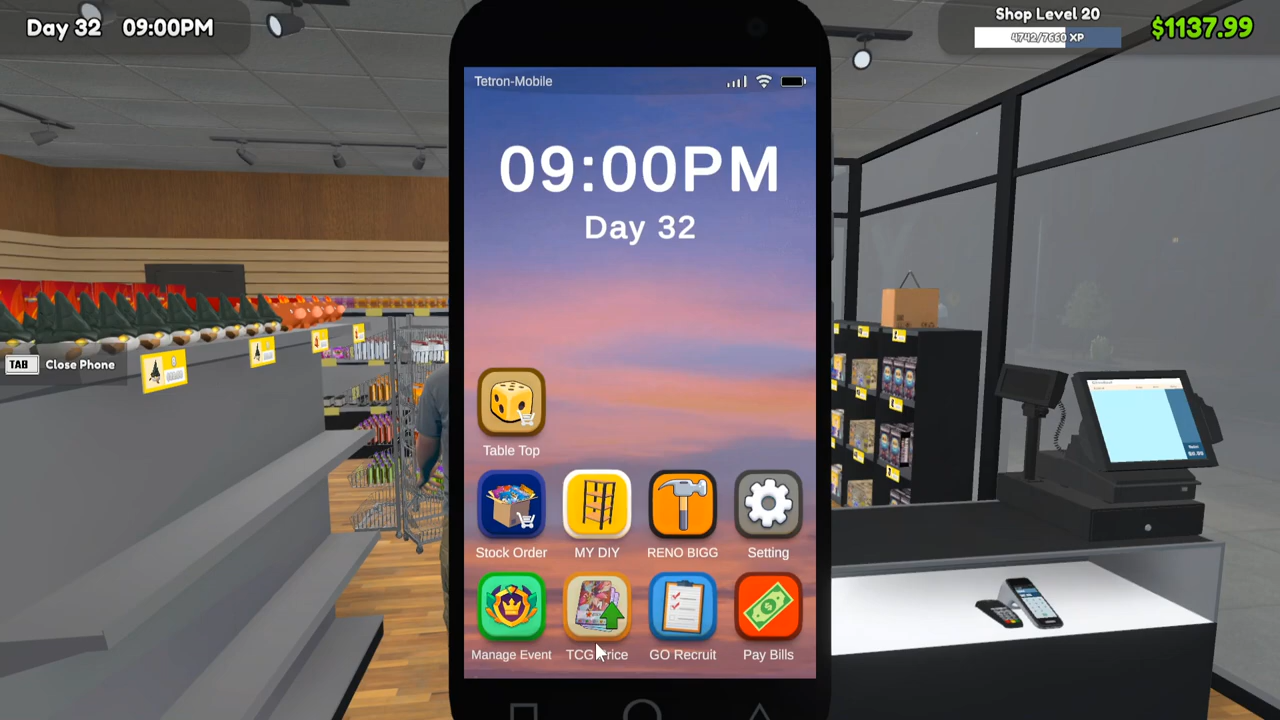 Day 32 09:00PM
Shop Level 20
4742/7660 XP
$1137.99
Tetron-Mobile
09:00PM
Day 32
TAB Close Phone
Table Top
Stock Order MY DIY RENO BIGG Setting
Manage Event TCG Price GO Recruit Pay Bills